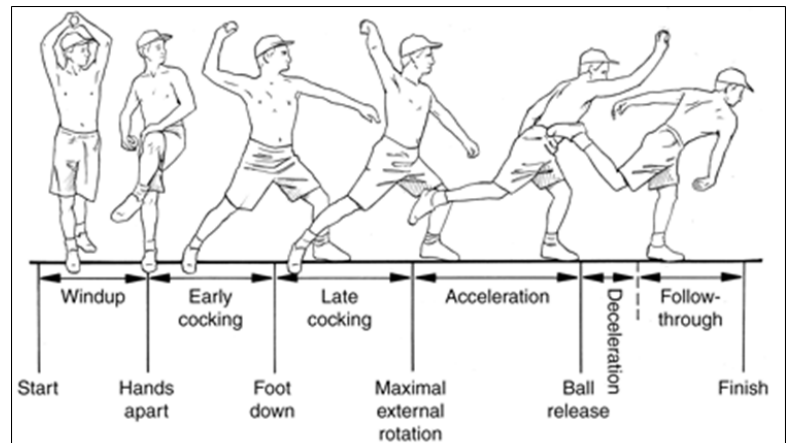 Windup
Early
cocking
Late
cocking
Acceleration
Deceleration
Follow-
through
Start
Hands
apart
Foot
down
Maximal
external
rotation
Ball
release
Finish